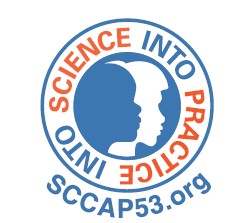 SCIENCE INTO PRACTICE INTO
SCCAP53.org